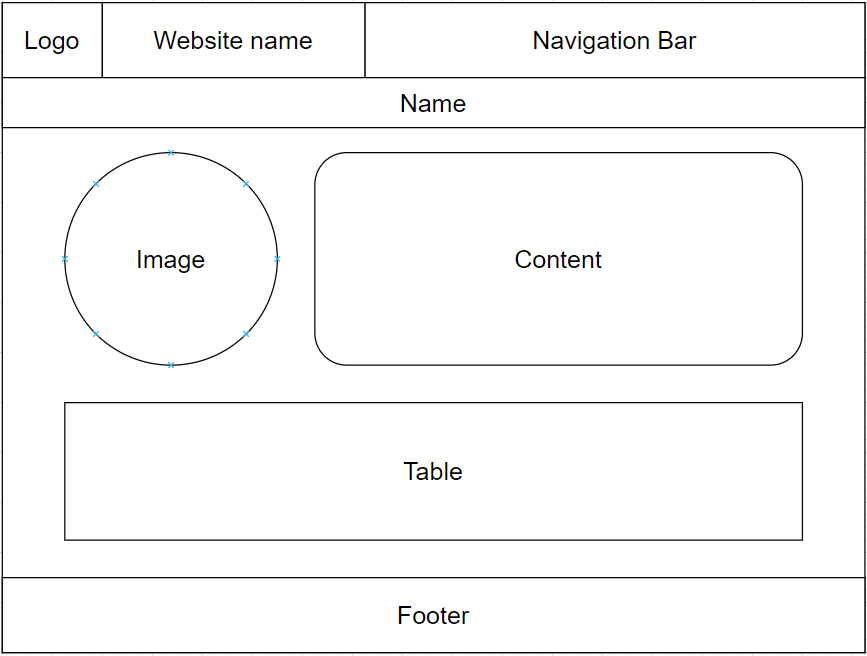 Logo
Website name
Navigation Bar
Name
Image
Content
Table
Footer